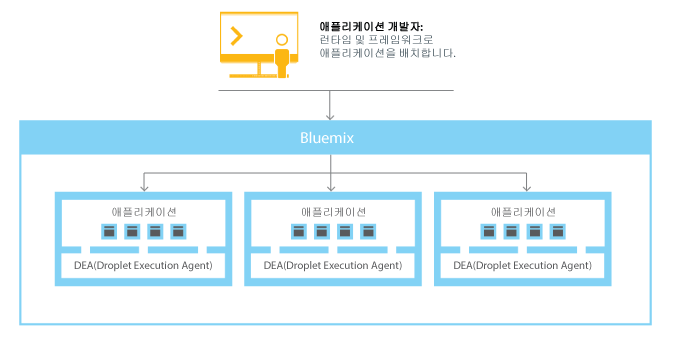 애플리케이션 개발자:
런타임 및 프레임워크로
애플리케이션을 배치합니다.
Bluemix
애플리케이션
애플리케이션
애플리케이션
DEA(Droplet Execution Agent)
DEA(Droplet Execution Agent)
DEA(Droplet Execution Agent)